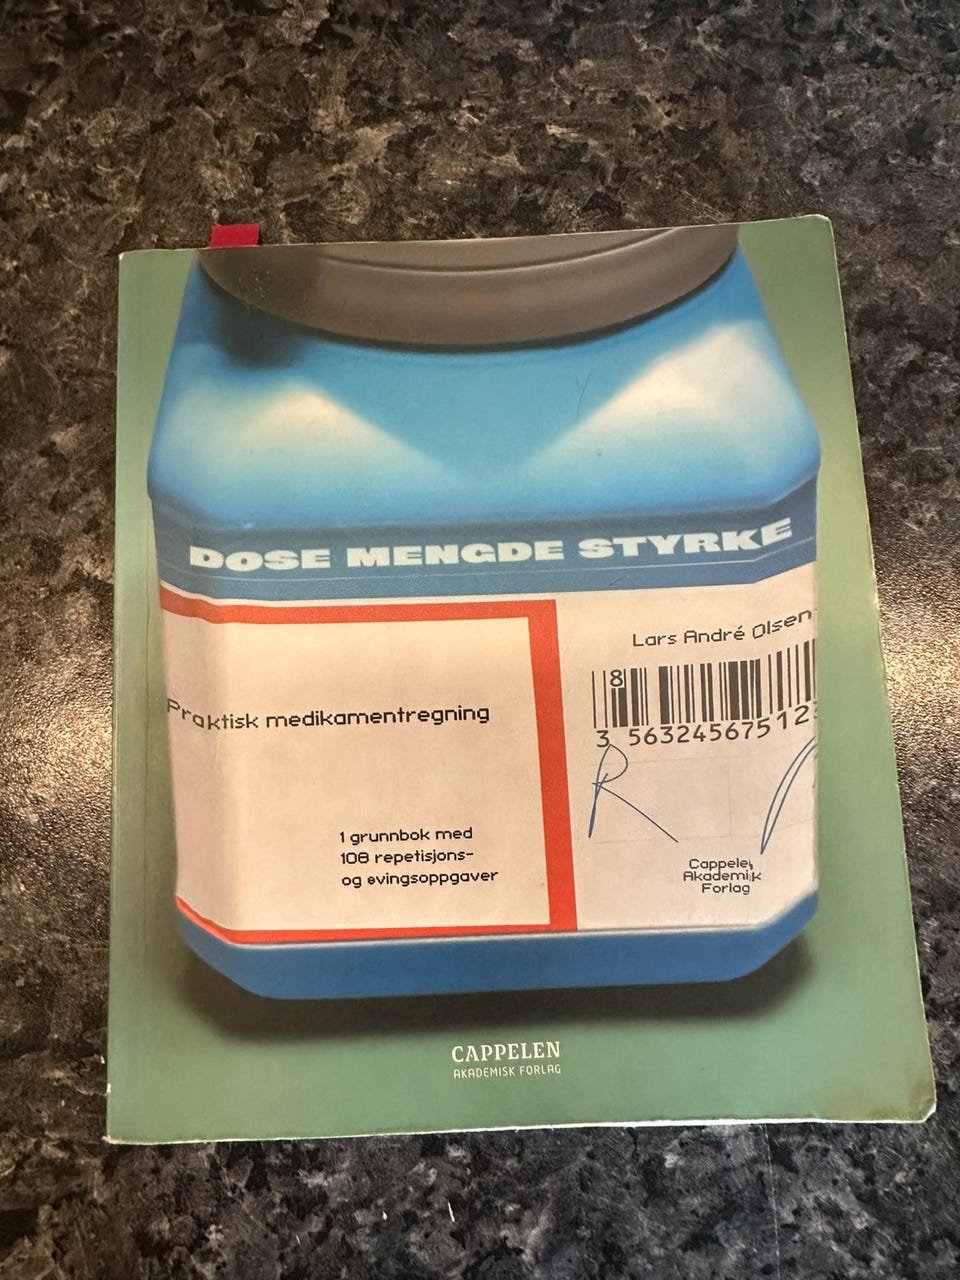 DOSE MENGDE STYRKE
Lars André Olsen
8
3 563245675123
Praktisk medikamentregning
R
1 grunnbok med
108 repetisjons-
og øvingsoppgaver
Cappelen
Akademisk
Forlag
CAPPELEN
AKADEMISK FORLAG